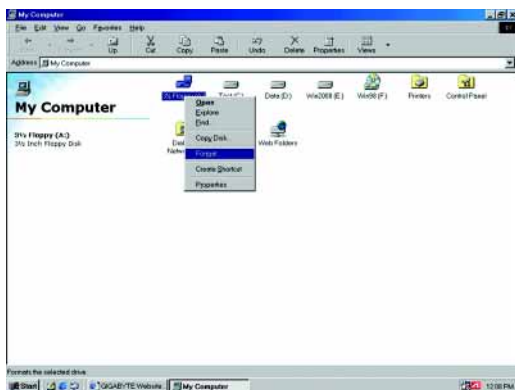 My Computer
File Edit View Go Favorites Help
Up Cut Copy Paste Undo Delete Properties Views
Address My Computer
My Computer
3½ Floppy (A:)
3½ Inch Floppy Disk
Data (D:) Win2000 (E:) Win98 (F:) Printers Control Panel
Web Folders
Open
Explore
Find...
Copy Disk...
Format...
Create Shortcut
Properties
Formats the selected drive.
Start GIGABYTE Website My Computer 12:00 PM